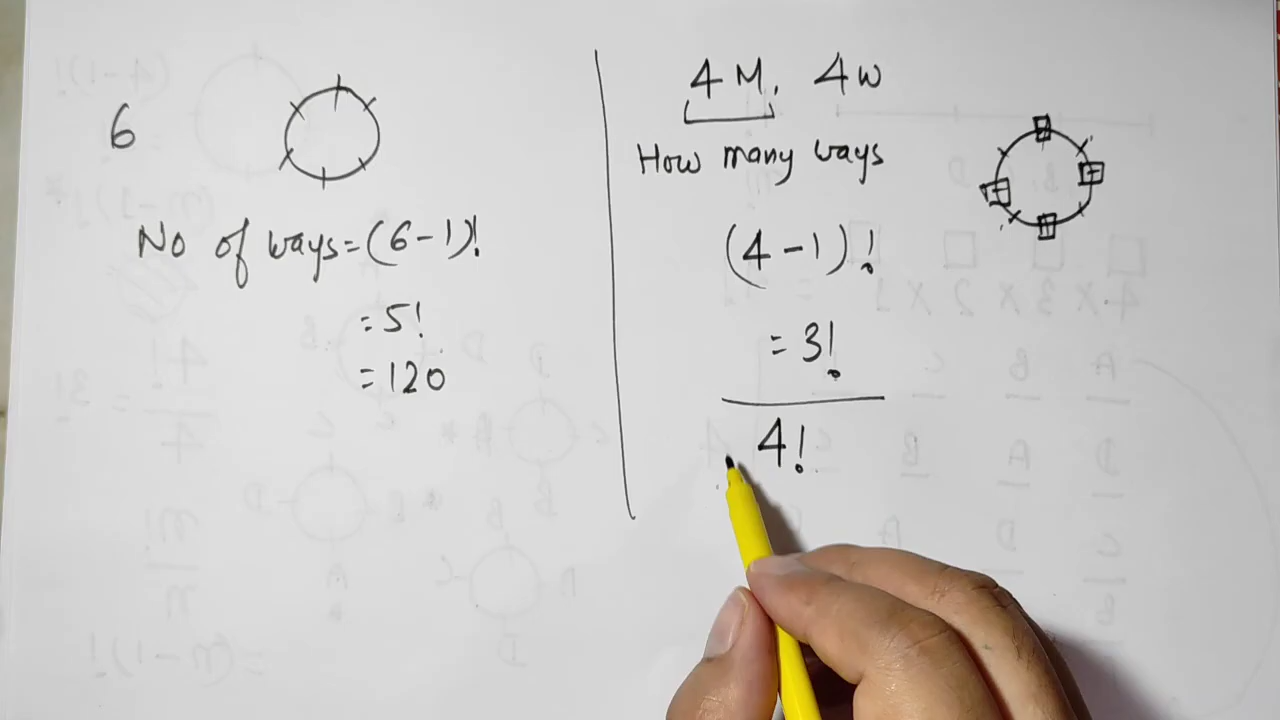 6
No of ways = (6-1)!
= 5!
= 120
4 M, 4 W
How many ways
(4-1)!
= 3!
4!